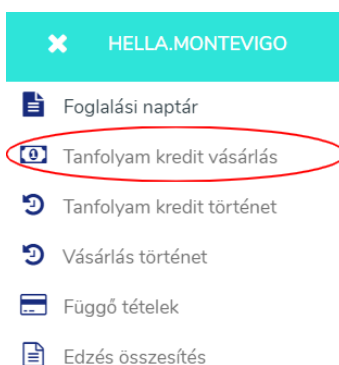 HELLA.MONTEVIGO
Foglalási naptár
Tanfolyam kredit vásárlás
Tanfolyam kredit történet
Vásárlás történet
Függő tételek
Edzés összesítés